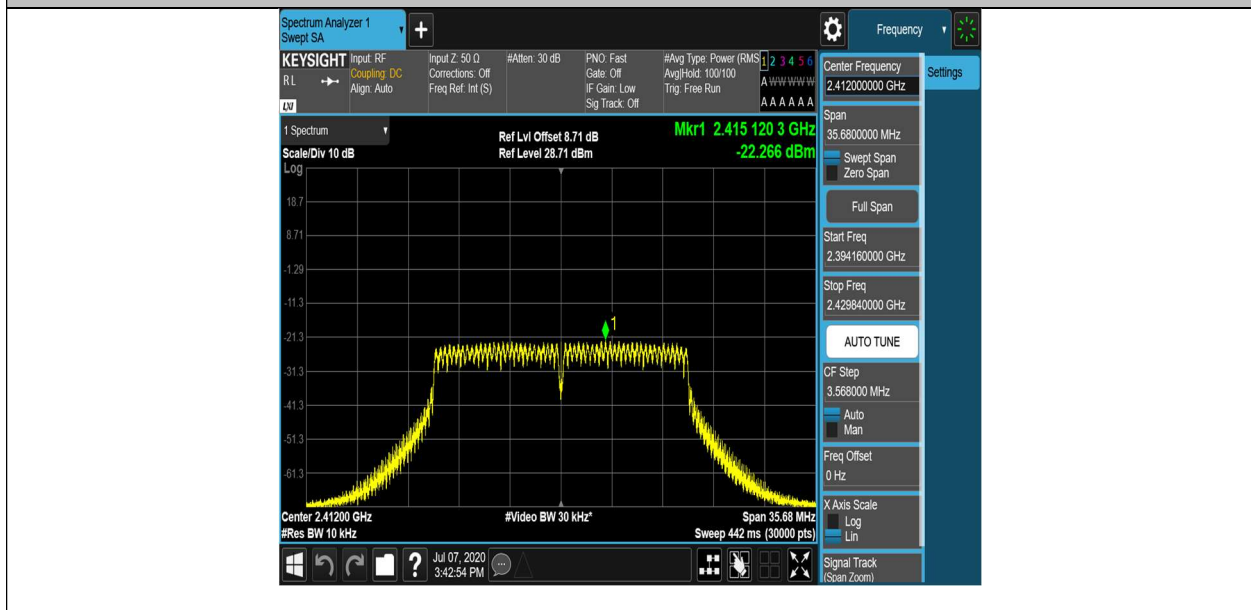 Spectrum Analyzer 1
Swept SA
Frequency
KEYSIGHT
RL
LXI
Input: RF
Coupling: DC
Align: Auto
Input Z: 50 Ω
Corrections: Off
Freq Ref: Int (S)
#Atten: 30 dB
PNO: Fast
Gate: Off
IF Gain: Low
Sig Track: Off
#Avg Type: Power (RMS
Avg|Hold: 100/100
Trig: Free Run
1 2 3 4 5 6
A W W W W W
A A A A A A
1 Spectrum
Scale/Div 10 dB
Log
Ref Lvl Offset 8.71 dB
Ref Level 28.71 dBm
Mkr1 2.415 120 3 GHz
-22.266 dBm
18.7
8.71
-1.29
-11.3
-21.3
-31.3
-41.3
-51.3
-61.3
1
Center 2.41200 GHz
#Res BW 10 kHz
#Video BW 30 kHz*
Span 35.68 MHz
Sweep 442 ms (30000 pts)
Center Frequency
2.412000000 GHz
Settings
Span
35.6800000 MHz
Swept Span
Zero Span
Full Span
Start Freq
2.394160000 GHz
Stop Freq
2.429840000 GHz
AUTO TUNE
CF Step
3.568000 MHz
Auto
Man
Freq Offset
0 Hz
X Axis Scale
Log
Lin
Signal Track
(Span Zoom)
?
Jul 07, 2020
3:42:54 PM